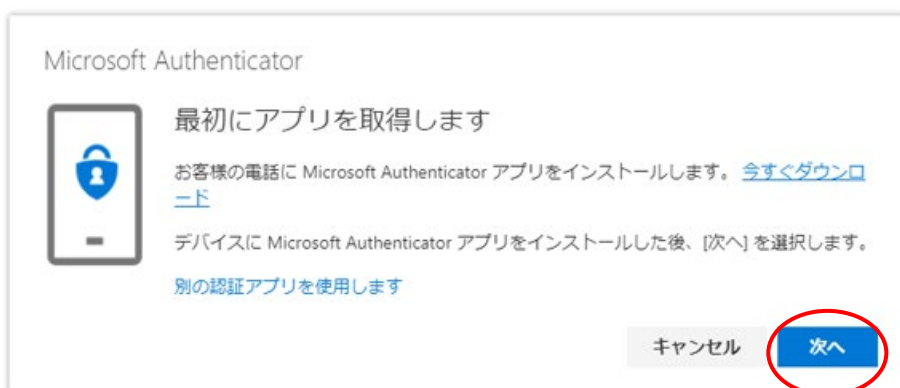 Microsoft Authenticator
最初にアプリを取得します
お客様の電話に Microsoft Authenticator アプリをインストールします。今すぐダウンロ
ード
デバイスに Microsoft Authenticator アプリをインストールした後、[次へ] を選択します。
別の認証アプリを使用します
キャンセル 次へ